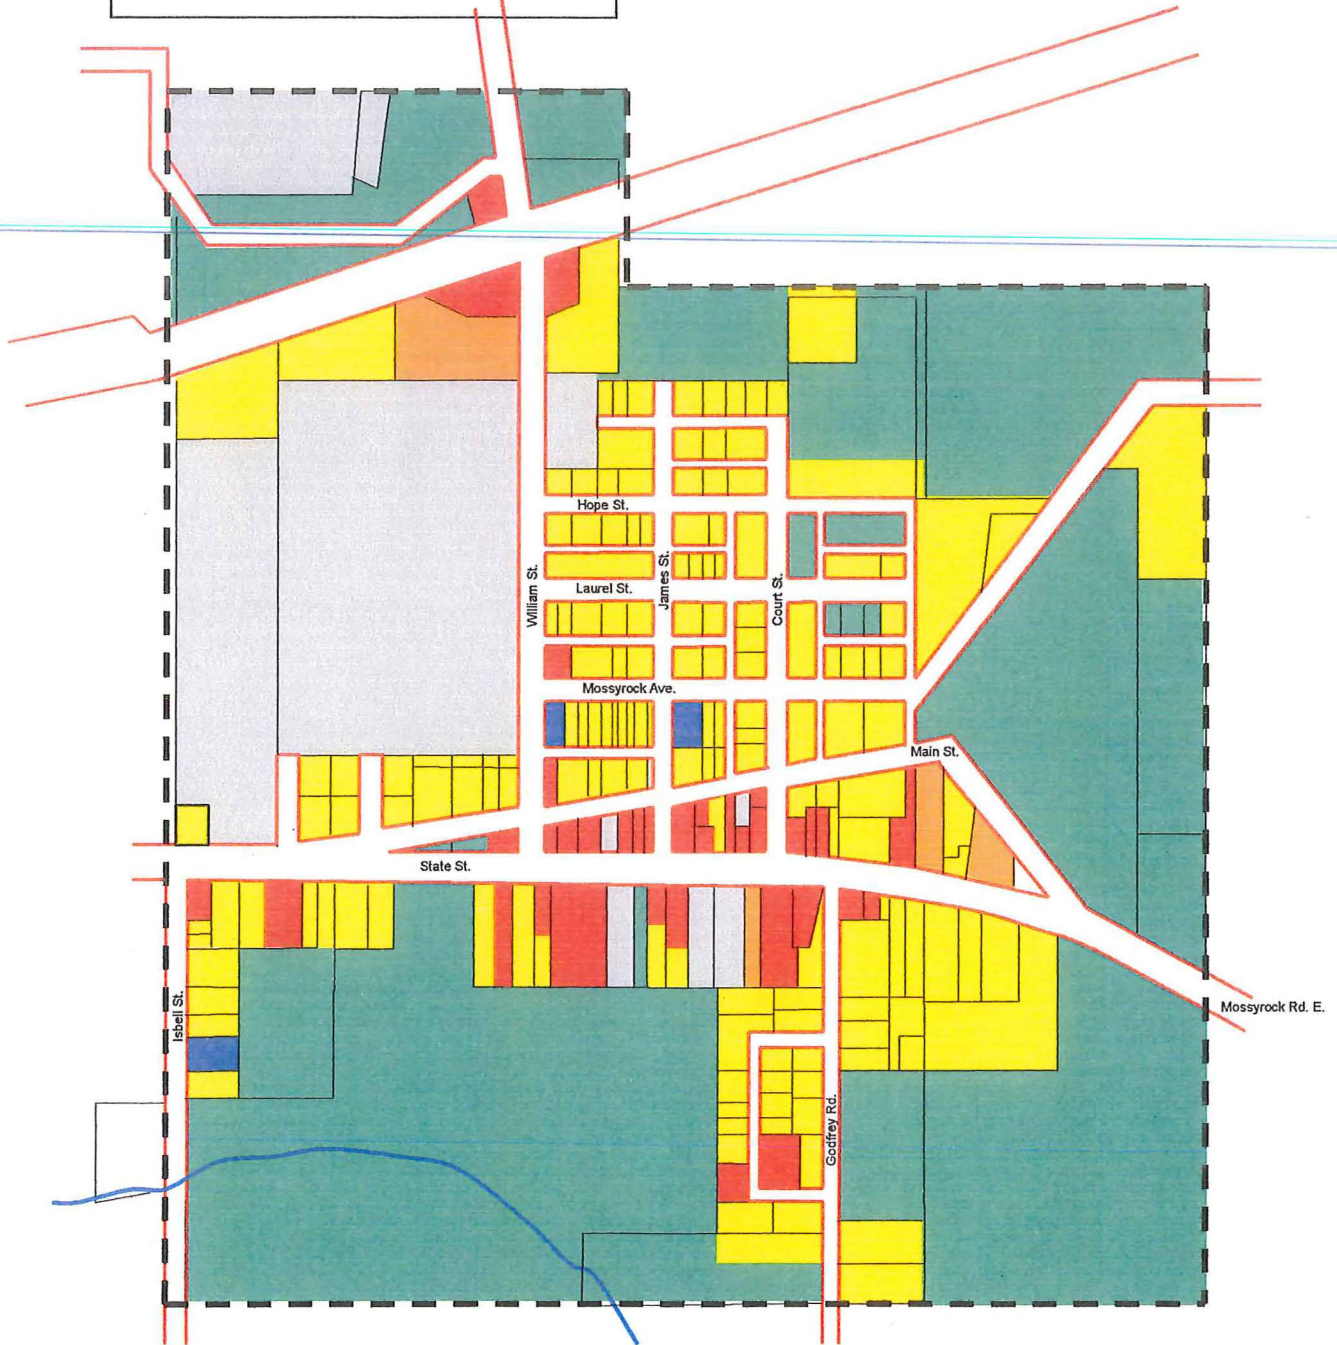 Hope St.
William St.
James St.
Laurel St.
Court St.
Mossyrock Ave.
Main St.
State St.
Isbell St.
Mossyrock Rd. E.
Godfrey Rd.